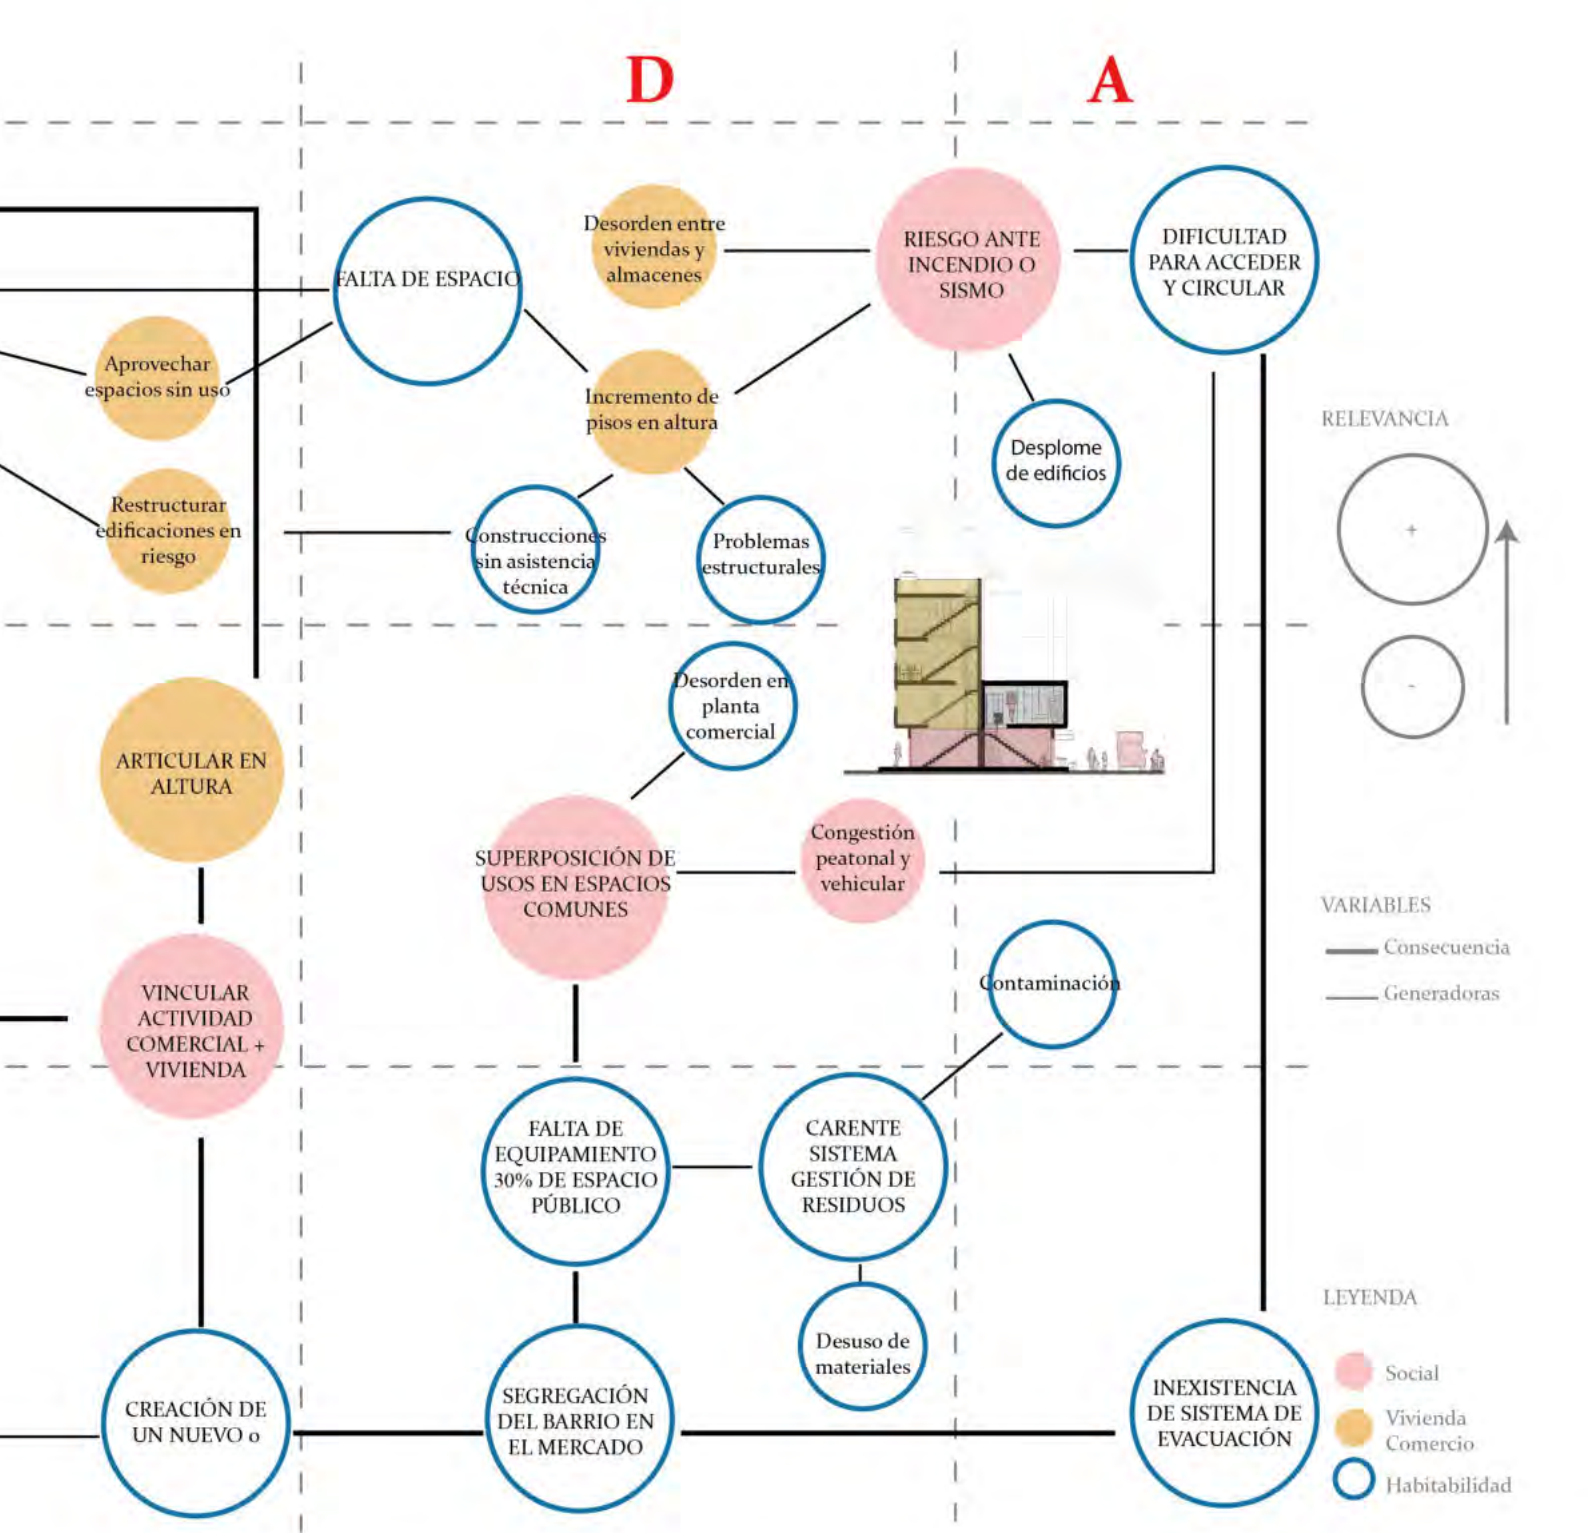 D
A
FALTA DE ESPACIO
Desorden entre
viviendas y
almacenes
RIESGO ANTE
INCENDIO O
SISMO
DIFICULTAD
PARA ACCEDER
Y CIRCULAR
Aprovechar
espacios sin uso
Incremento de
pisos en altura
Desplome
de edificios
Restructurar
edificaciones en
riesgo
Construcciones
sin asistencia
técnica
Problemas
estructurales
RELEVANCIA
+
-
Desorden en
planta
comercial
ARTICULAR EN
ALTURA
SUPERPOSICIÓN DE
USOS EN ESPACIOS
COMUNES
Congestión
peatonal y
vehicular
VARIABLES
Consecuencia
Generadoras
VINCULAR
ACTIVIDAD
COMERCIAL +
VIVIENDA
Contaminación
FALTA DE
EQUIPAMIENTO
30% DE ESPACIO
PÚBLICO
CARENTE
SISTEMA
GESTIÓN DE
RESIDUOS
Desuso de
materiales
CREACIÓN DE
UN NUEVO o
SEGREGACIÓN
DEL BARRIO EN
EL MERCADO
INEXISTENCIA
DE SISTEMA DE
EVACUACIÓN
LEYENDA
Social
Vivienda
Comercio
Habitabilidad